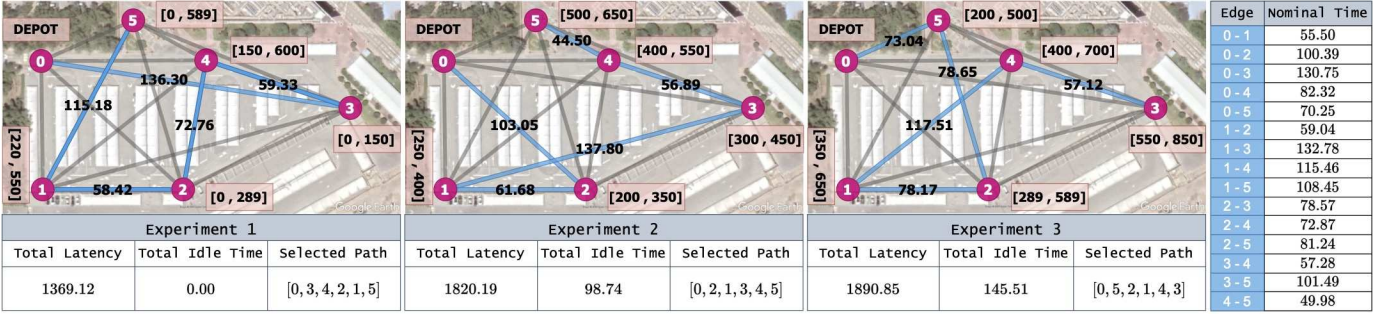 DEPOT
5
[0 , 589]
[150 , 600]
0
4
136.30
59.33
115.18
3
72.76
[0 , 150]
[220 , 550]
1
58.42
2
[0 , 289]
Google Earth
Experiment 1
Total Latency Total Idle Time Selected Path
1369.12 0.00 [0, 3, 4, 2, 1, 5]
DEPOT
5
[500 , 650]
44.50
[400 , 550]
0
4
56.89
103.05
3
[300 , 450]
137.80
[250 , 400]
1
61.68
2
[200 , 350]
Google Earth
Experiment 2
Total Latency Total Idle Time Selected Path
1820.19 98.74 [0, 2, 1, 3, 4, 5]
DEPOT
5
[200 , 500]
73.04
[400 , 700]
0
4
78.65
57.12
117.51
3
[550 , 850]
[350 , 650]
1
78.17
2
[289 , 589]
Google Earth
Experiment 3
Total Latency Total Idle Time Selected Path
1890.85 145.51 [0, 5, 2, 1, 4, 3]
Edge Nominal Time
0 - 1 55.50
0 - 2 100.39
0 - 3 130.75
0 - 4 82.32
0 - 5 70.25
1 - 2 59.04
1 - 3 132.78
1 - 4 115.46
1 - 5 108.45
2 - 3 78.57
2 - 4 72.87
2 - 5 81.24
3 - 4 57.28
3 - 5 101.49
4 - 5 49.98